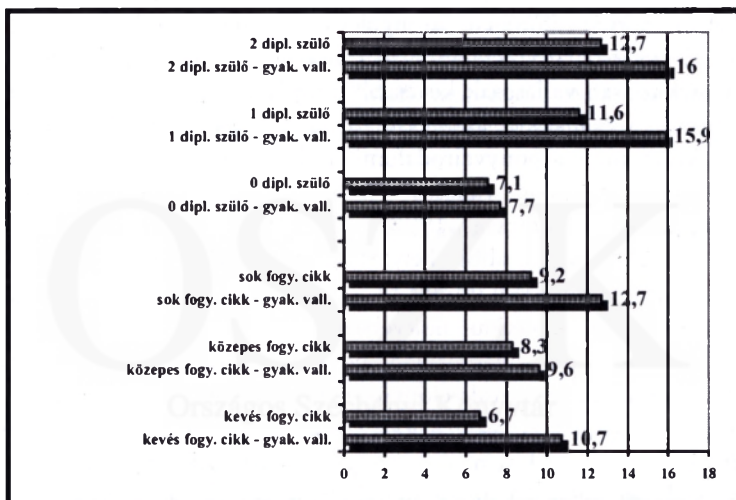 2 dipl. szülő 12,7
2 dipl. szülő - gyak. vall. 16
1 dipl. szülő 11,6
1 dipl. szülő - gyak. vall. 15,9
0 dipl. szülő 7,1
0 dipl. szülő - gyak. vall. 7,7
sok fogy. cikk 9,2
sok fogy. cikk - gyak. vall. 12,7
közepes fogy. cikk 8,3
közepes fogy. cikk - gyak. vall. 9,6
kevés fogy. cikk 6,7
kevés fogy. cikk - gyak. vall. 10,7
0 2 4 6 8 10 12 14 16 18
OSZK
Országos Széchényi Könyvtár